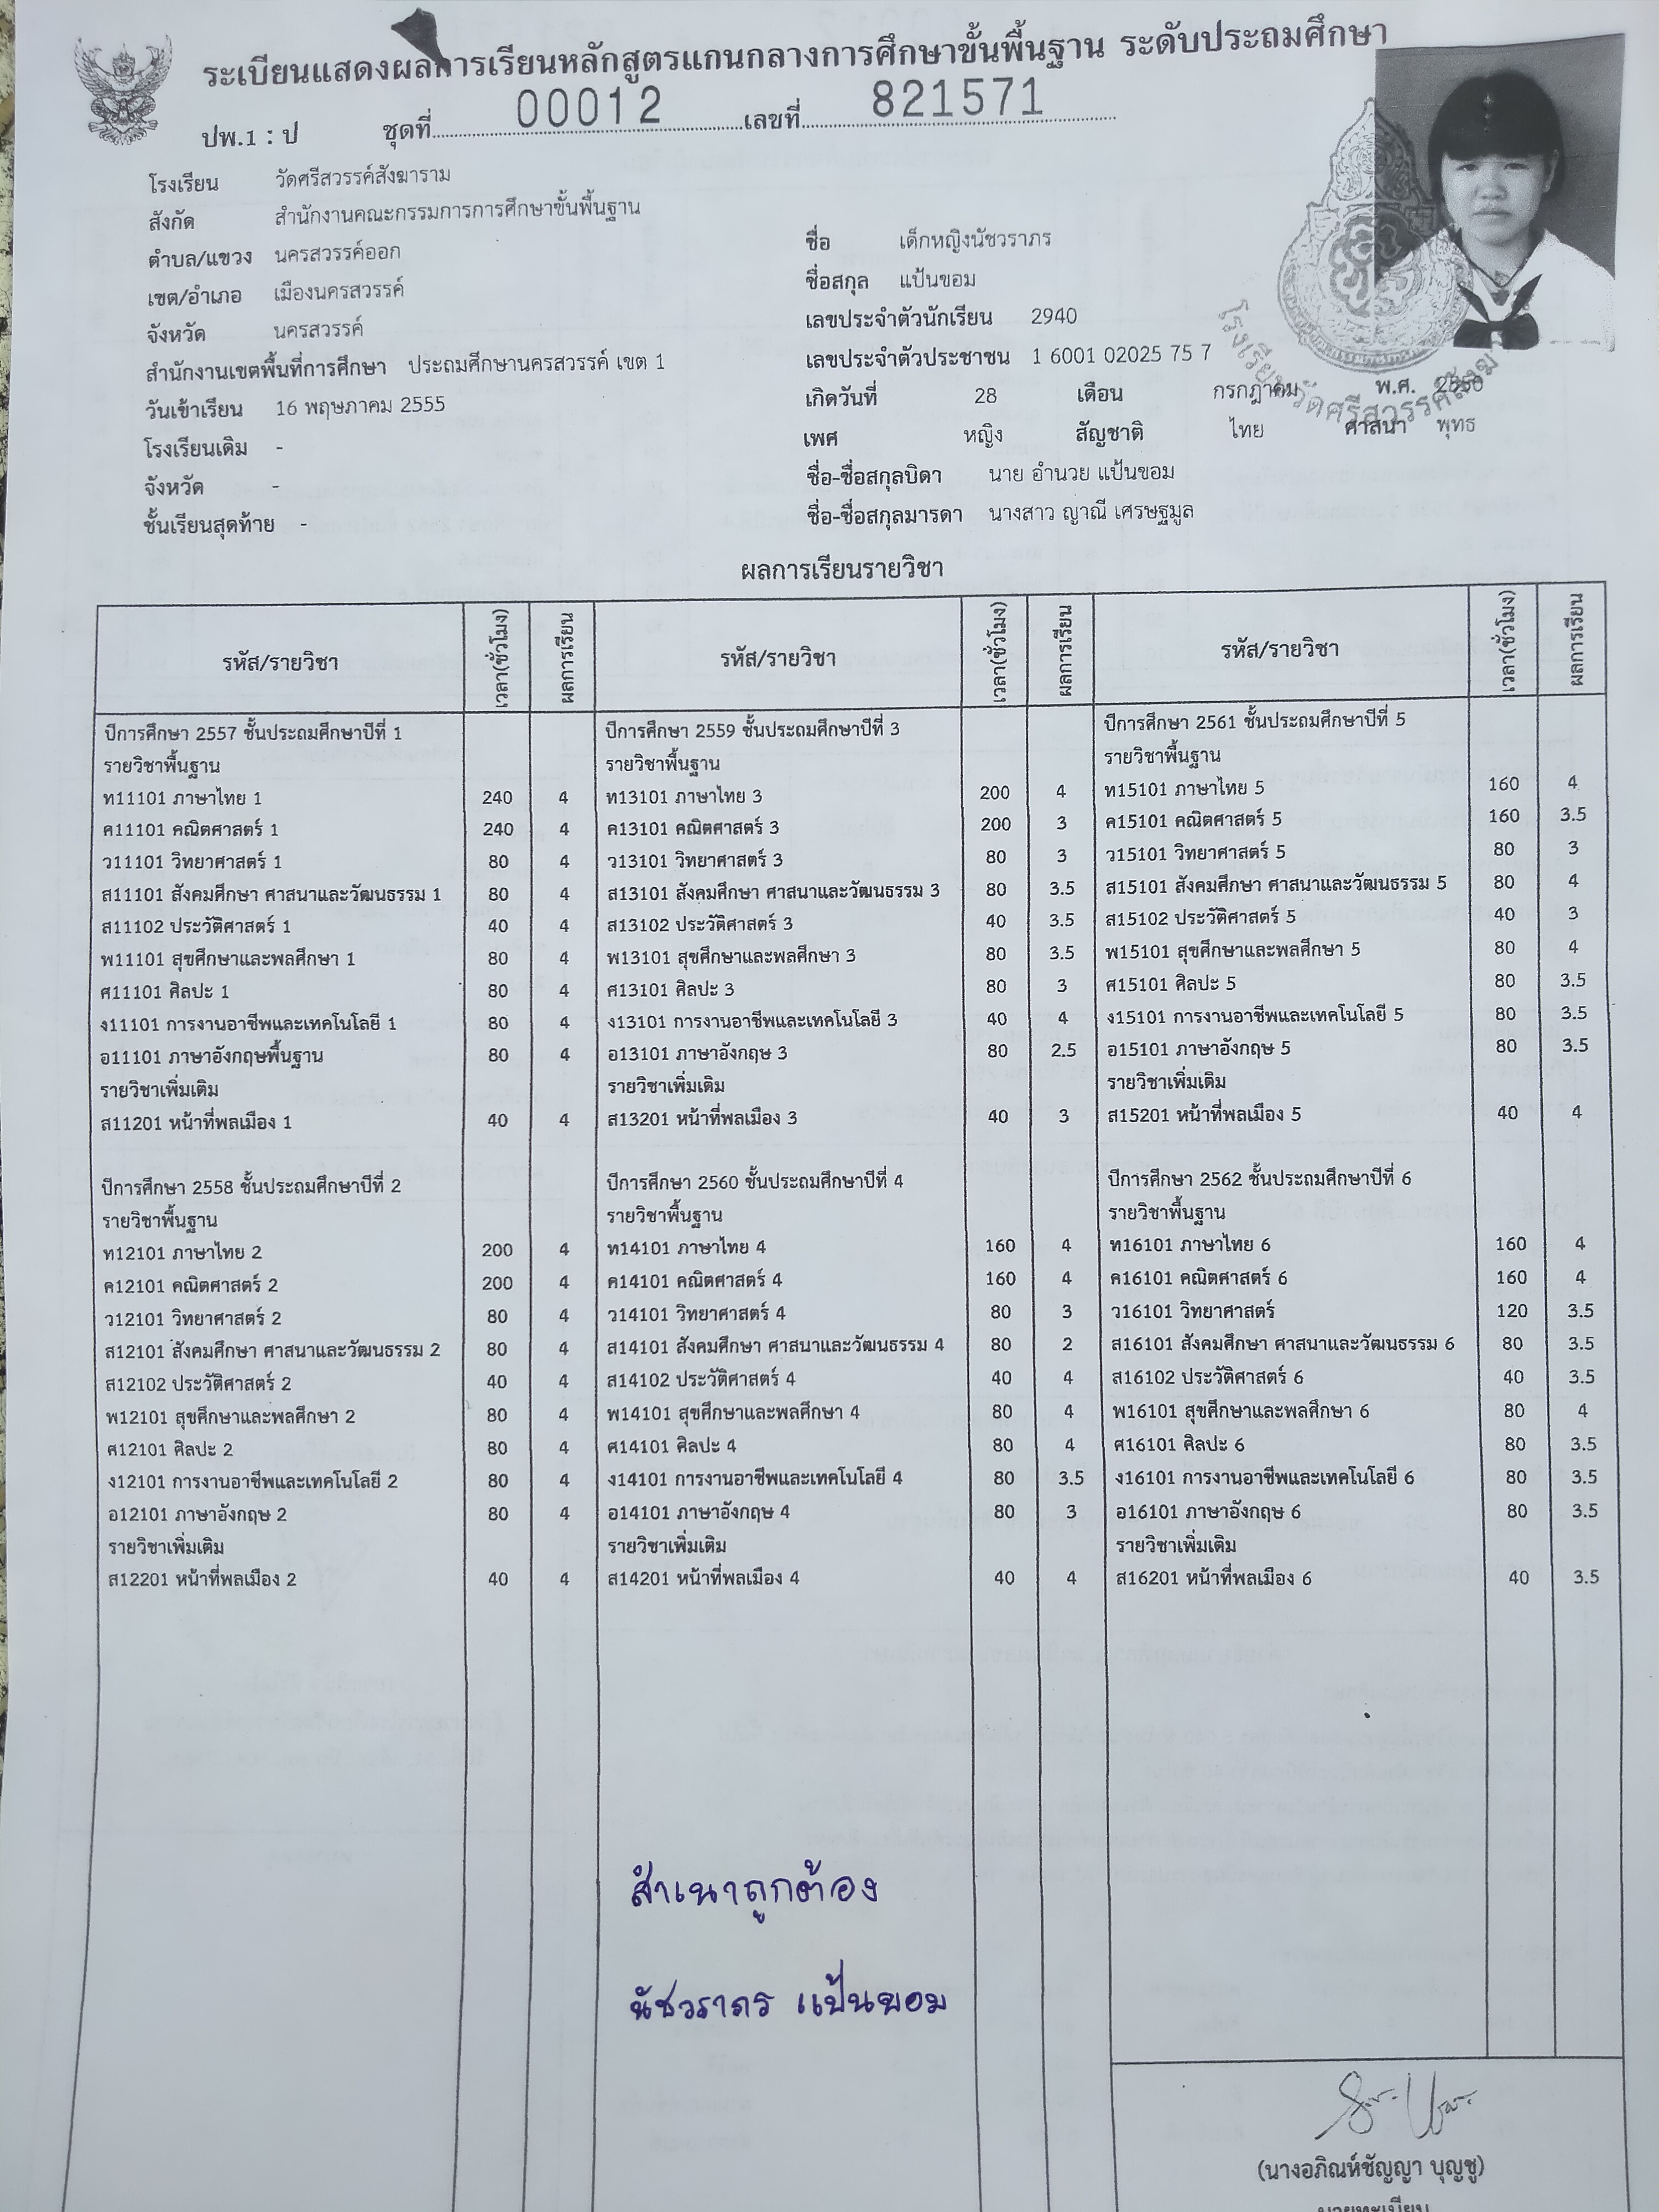 ระเบียนแสดงผลการเรียนหลักสูตรแกนกลางการศึกษาขั้นพื้นฐาน ระดับประถมศึกษา
ปพ.1 : ป ชุดที่ 00012 เลขที่ 821571
โรงเรียน วัดศรีสวรรค์สังฆาราม
สังกัด สำนักงานคณะกรรมการการศึกษาขั้นพื้นฐาน
ตำบล/แขวง นครสวรรค์ออก
เขต/อำเภอ เมืองนครสวรรค์
จังหวัด นครสวรรค์
สำนักงานเขตพื้นที่การศึกษา ประถมศึกษานครสวรรค์ เขต 1
วันเข้าเรียน 16 พฤษภาคม 2555
โรงเรียนเดิม -
จังหวัด -
ชั้นเรียนสุดท้าย -
ชื่อ เด็กหญิงนัชวราภร
ชื่อสกุล แป้นขอม
เลขประจำตัวนักเรียน 2940
เลขประจำตัวประชาชน 1 6001 02025 75 7
เกิดวันที่ 28 เดือน กรกฎาคม พ.ศ. 2550
เพศ หญิง สัญชาติ ไทย ศาสนา พุทธ
ชื่อ-ชื่อสกุลบิดา นาย อำนวย แป้นขอม
ชื่อ-ชื่อสกุลมารดา นางสาว ญาณี เศรษฐมูล
โรงเรียนวัดศรีสวรรค์สังฆ
ผลการเรียนรายวิชา
รหัส/รายวิชา เวลา(ชั่วโมง) ผลการเรียน รหัส/รายวิชา เวลา(ชั่วโมง) ผลการเรียน รหัส/รายวิชา เวลา(ชั่วโมง) ผลการเรียน
ปีการศึกษา 2557 ชั้นประถมศึกษาปีที่ 1
รายวิชาพื้นฐาน
ท11101 ภาษาไทย 1 240 4
ค11101 คณิตศาสตร์ 1 240 4
ว11101 วิทยาศาสตร์ 1 80 4
ส11101 สังคมศึกษา ศาสนาและวัฒนธรรม 1 80 4
ส11102 ประวัติศาสตร์ 1 40 4
พ11101 สุขศึกษาและพลศึกษา 1 80 4
ศ11101 ศิลปะ 1 80 4
ง11101 การงานอาชีพและเทคโนโลยี 1 80 4
อ11101 ภาษาอังกฤษพื้นฐาน 80 4
รายวิชาเพิ่มเติม
ส11201 หน้าที่พลเมือง 1 40 4
ปีการศึกษา 2558 ชั้นประถมศึกษาปีที่ 2
รายวิชาพื้นฐาน
ท12101 ภาษาไทย 2 200 4
ค12101 คณิตศาสตร์ 2 200 4
ว12101 วิทยาศาสตร์ 2 80 4
ส12101 สังคมศึกษา ศาสนาและวัฒนธรรม 2 80 4
ส12102 ประวัติศาสตร์ 2 40 4
พ12101 สุขศึกษาและพลศึกษา 2 80 4
ศ12101 ศิลปะ 2 80 4
ง12101 การงานอาชีพและเทคโนโลยี 2 80 4
อ12101 ภาษาอังกฤษ 2 80 4
รายวิชาเพิ่มเติม
ส12201 หน้าที่พลเมือง 2 40 4
ปีการศึกษา 2559 ชั้นประถมศึกษาปีที่ 3
รายวิชาพื้นฐาน
ท13101 ภาษาไทย 3 200 4
ค13101 คณิตศาสตร์ 3 200 3
ว13101 วิทยาศาสตร์ 3 80 3
ส13101 สังคมศึกษา ศาสนาและวัฒนธรรม 3 80 3.5
ส13102 ประวัติศาสตร์ 3 40 3.5
พ13101 สุขศึกษาและพลศึกษา 3 80 3.5
ศ13101 ศิลปะ 3 80 3
ง13101 การงานอาชีพและเทคโนโลยี 3 40 4
อ13101 ภาษาอังกฤษ 3 80 2.5
รายวิชาเพิ่มเติม
ส13201 หน้าที่พลเมือง 3 40 3
ปีการศึกษา 2560 ชั้นประถมศึกษาปีที่ 4
รายวิชาพื้นฐาน
ท14101 ภาษาไทย 4 160 4
ค14101 คณิตศาสตร์ 4 160 4
ว14101 วิทยาศาสตร์ 4 80 3
ส14101 สังคมศึกษา ศาสนาและวัฒนธรรม 4 80 2
ส14102 ประวัติศาสตร์ 4 40 4
พ14101 สุขศึกษาและพลศึกษา 4 80 4
ศ14101 ศิลปะ 4 80 4
ง14101 การงานอาชีพและเทคโนโลยี 4 80 3.5
อ14101 ภาษาอังกฤษ 4 80 3
รายวิชาเพิ่มเติม
ส14201 หน้าที่พลเมือง 4 40 4
สำเนาถูกต้อง
นัชวราภร แป้นขอม
ปีการศึกษา 2561 ชั้นประถมศึกษาปีที่ 5
รายวิชาพื้นฐาน
ท15101 ภาษาไทย 5 160 4
ค15101 คณิตศาสตร์ 5 160 3.5
ว15101 วิทยาศาสตร์ 5 80 3
ส15101 สังคมศึกษา ศาสนาและวัฒนธรรม 5 80 4
ส15102 ประวัติศาสตร์ 5 40 3
พ15101 สุขศึกษาและพลศึกษา 5 80 4
ศ15101 ศิลปะ 5 80 3.5
ง15101 การงานอาชีพและเทคโนโลยี 5 80 3.5
อ15101 ภาษาอังกฤษ 5 80 3.5
รายวิชาเพิ่มเติม
ส15201 หน้าที่พลเมือง 5 40 4
ปีการศึกษา 2562 ชั้นประถมศึกษาปีที่ 6
รายวิชาพื้นฐาน
ท16101 ภาษาไทย 6 160 4
ค16101 คณิตศาสตร์ 6 160 4
ว16101 วิทยาศาสตร์ 120 3.5
ส16101 สังคมศึกษา ศาสนาและวัฒนธรรม 6 80 3.5
ส16102 ประวัติศาสตร์ 6 40 3.5
พ16101 สุขศึกษาและพลศึกษา 6 80 4
ศ16101 ศิลปะ 6 80 3.5
ง16101 การงานอาชีพและเทคโนโลยี 6 80 3.5
อ16101 ภาษาอังกฤษ 6 80 3.5
รายวิชาเพิ่มเติม
ส16201 หน้าที่พลเมือง 6 40 3.5
(นางอภิณห์ชัญญา บุญชู)
นายทะเบียน